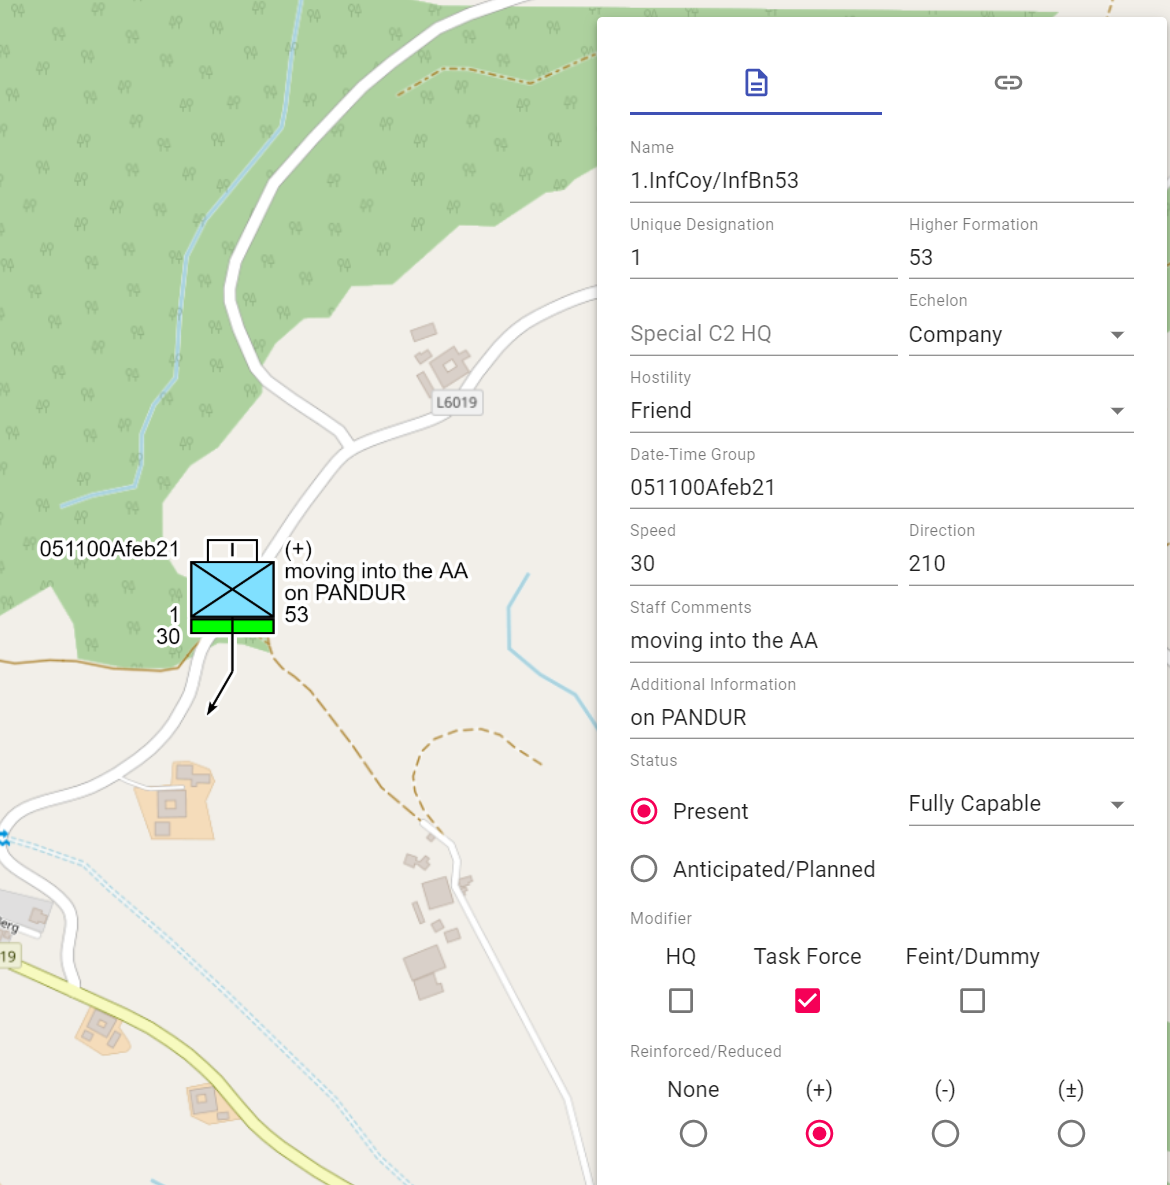 L6019
051100Afeb21
I
(+)
moving into the AA
on PANDUR
1
53
30
erg
19
Name
1.InfCoy/InfBn53
Unique Designation
Higher Formation
1
53
Echelon
Special C2 HQ
Company
Hostility
Friend
Date-Time Group
051100Afeb21
Speed
Direction
30
210
Staff Comments
moving into the AA
Additional Information
on PANDUR
Status
Present
Fully Capable
Anticipated/Planned
Modifier
HQ
Task Force
Feint/Dummy
Reinforced/Reduced
None
(+)
(-)
(±)